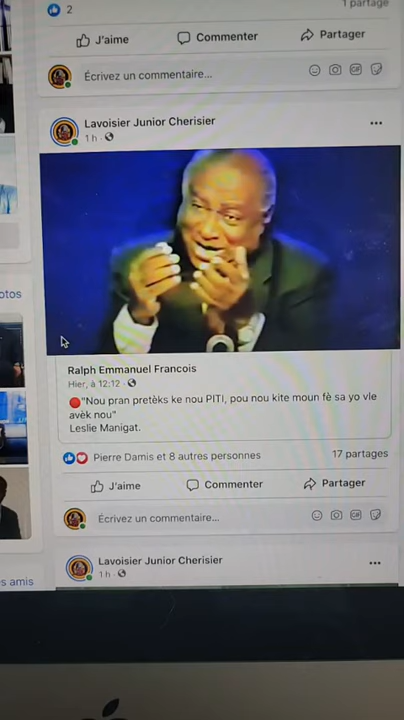 2
1 partage
J'aime
Commenter
Partager
Écrivez un commentaire...
Lavoisier Junior Cherisier
1 h
otos
Ralph Emmanuel Francois
Hier, à 12:12
"Nou pran pretèks ke nou PITI, pou nou kite moun fè sa yo vle
avèk nou"
Leslie Manigat.
Pierre Damis et 8 autres personnes
17 partages
J'aime
Commenter
Partager
Écrivez un commentaire...
Lavoisier Junior Cherisier
1 h
s amis